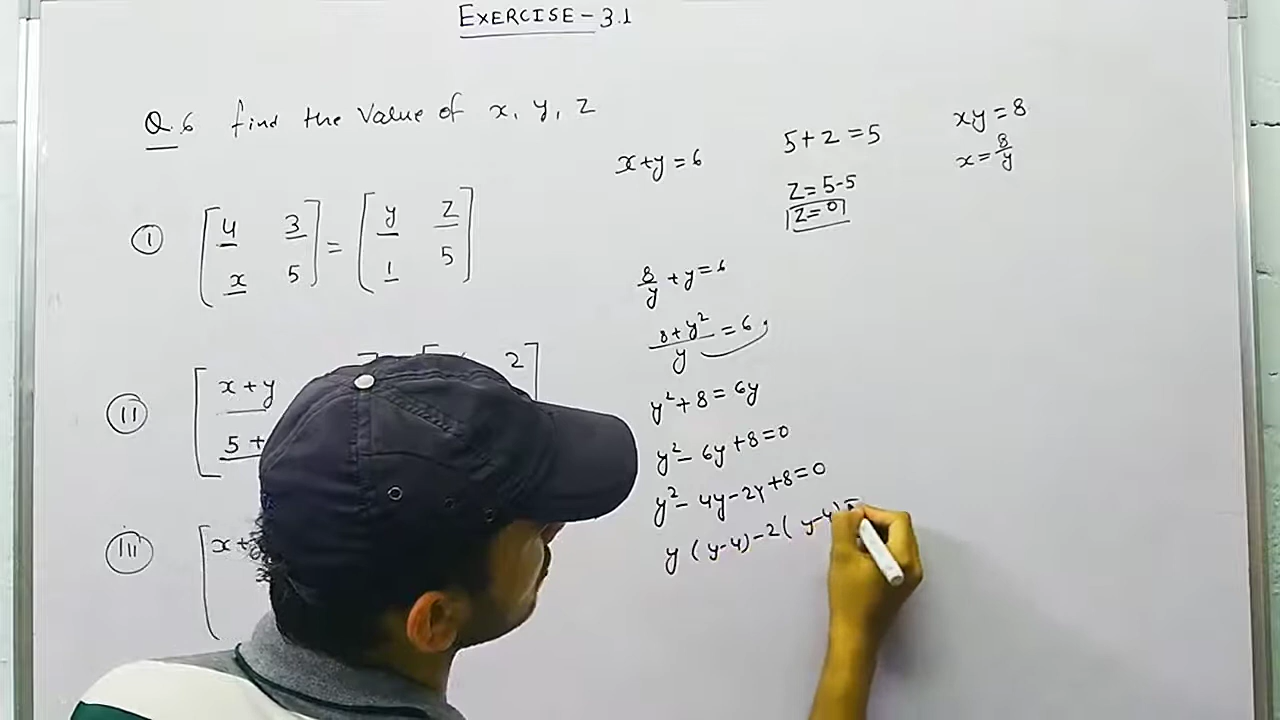 EXERCISE - 3.1
Q.6 find the value of x, y, z
(I) [4 3
x 5] = [y z
1 5]
(II) [x+y
5+
2]
(III) [x+y
x+y=6
5+z=5
z=5-5
z=0
xy=8
x=8/y
8/y+y=6
(8+y²)/y=6
y²+8=6y
y²-6y+8=0
y²-4y-2y+8=0
y(y-4)-2(y-4)=